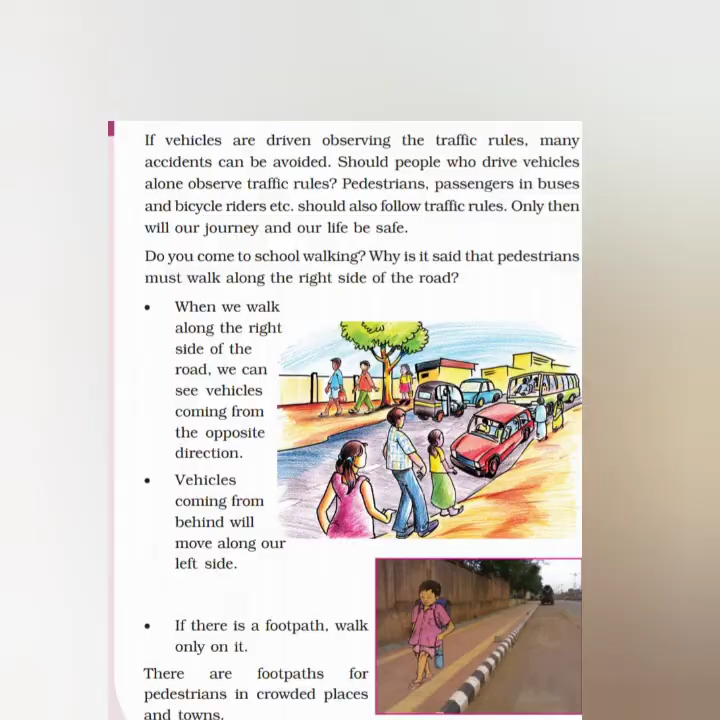 If vehicles are driven observing the traffic rules, many
accidents can be avoided. Should people who drive vehicles
alone observe traffic rules? Pedestrians, passengers in buses
and bicycle riders etc. should also follow traffic rules. Only then
will our journey and our life be safe.
Do you come to school walking? Why is it said that pedestrians
must walk along the right side of the road?
• When we walk
along the right
side of the
road, we can
see vehicles
coming from
the opposite
direction.
• Vehicles
coming from
behind will
move along our
left side.
• If there is a footpath, walk
only on it.
There are footpaths for
pedestrians in crowded places
and towns.